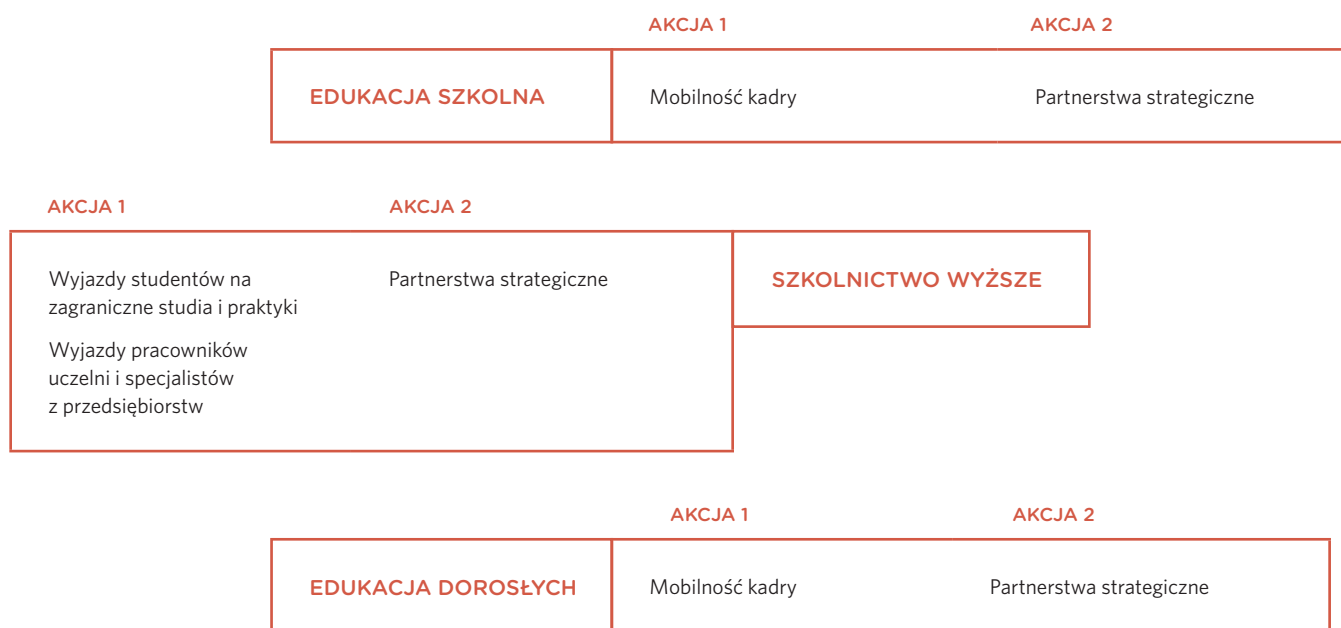 AKCJA 1 AKCJA 2
EDUKACJA SZKOLNA Mobilność kadry Partnerstwa strategiczne
AKCJA 1 AKCJA 2
Wyjazdy studentów na
zagraniczne studia i praktyki
Wyjazdy pracowników
uczelni i specjalistów
z przedsiębiorstw
Partnerstwa strategiczne
SZKOLNICTWO WYŻSZE
AKCJA 1 AKCJA 2
EDUKACJA DOROSŁYCH Mobilność kadry Partnerstwa strategiczne